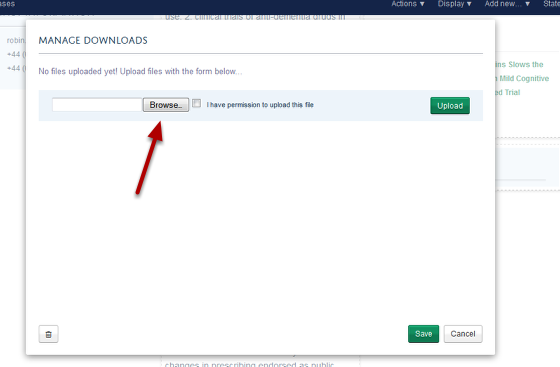 ases
Actions ▼ Display ▼ Add new… ▼ State
use. 2. clinical trials of anti-dementia drugs in
robin
+44 (
+44 (
MANAGE DOWNLOADS
No files uploaded yet! Upload files with the form below...
Browse.. I have permission to upload this file Upload
ins Slows the
n Mild Cognitive
ed Trial
Save Cancel
changes in prescribing endorsed as public